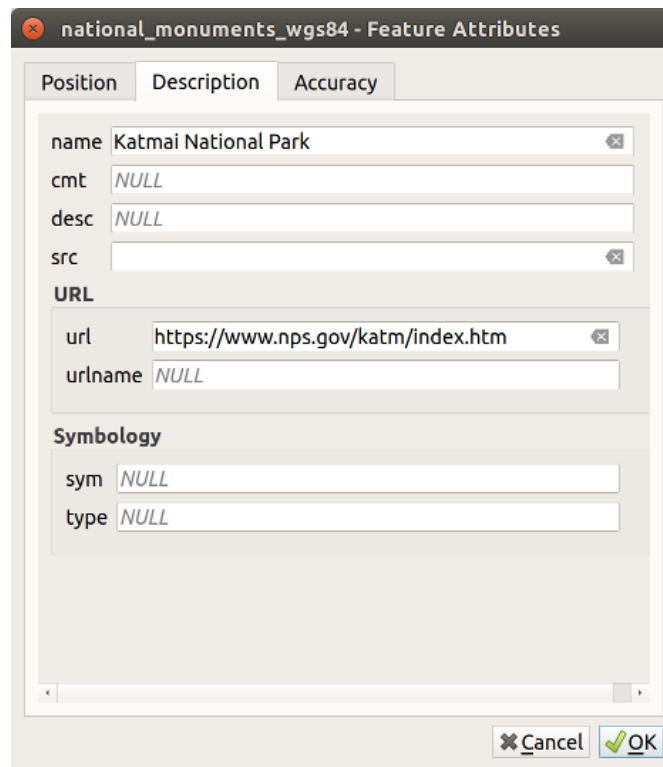 national_monuments_wgs84 - Feature Attributes
Position Description Accuracy
name Katmai National Park
cmt NULL
desc NULL
src
URL
url https://www.nps.gov/katm/index.htm
urlname NULL
Symbology
sym NULL
type NULL
Cancel OK